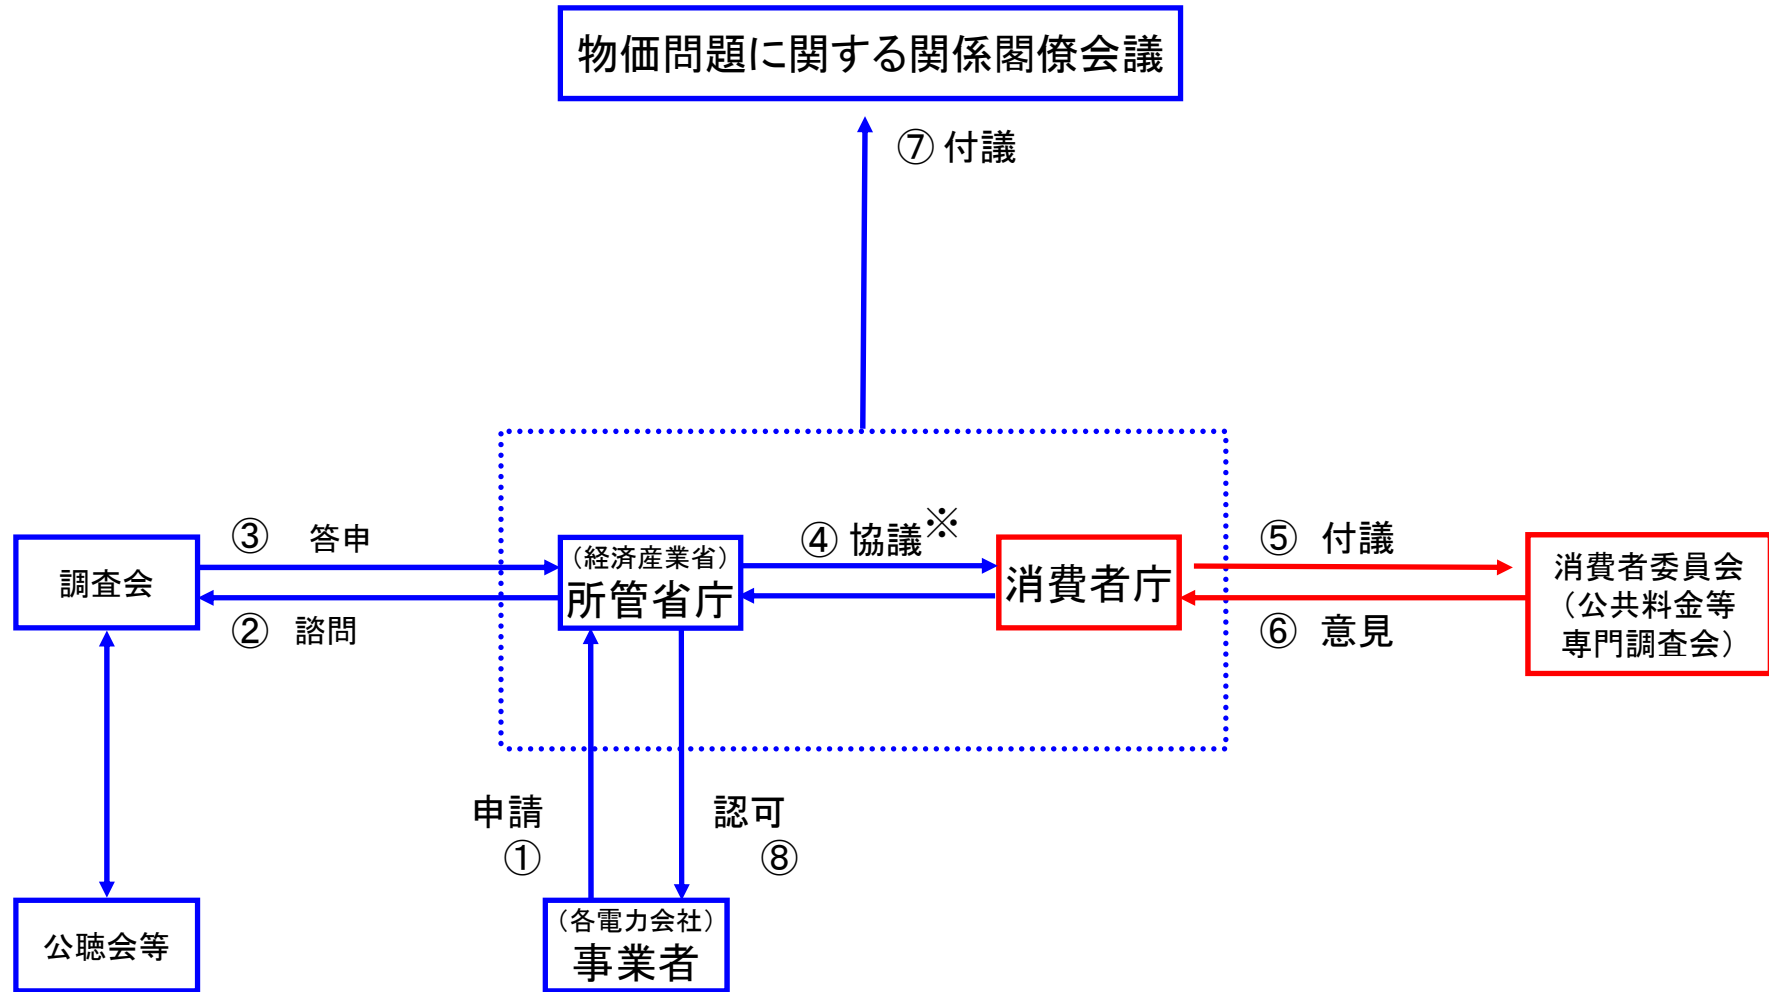 物価問題に関する関係閣僚会議
⑦ 付議
③ 答申
調査会
② 諮問
（経済産業省）
所管省庁
④ 協議※
消費者庁
⑤ 付議
⑥ 意見
消費者委員会
（公共料金等
専門調査会）
申請
①
認可
⑧
公聴会等
（各電力会社）
事業者